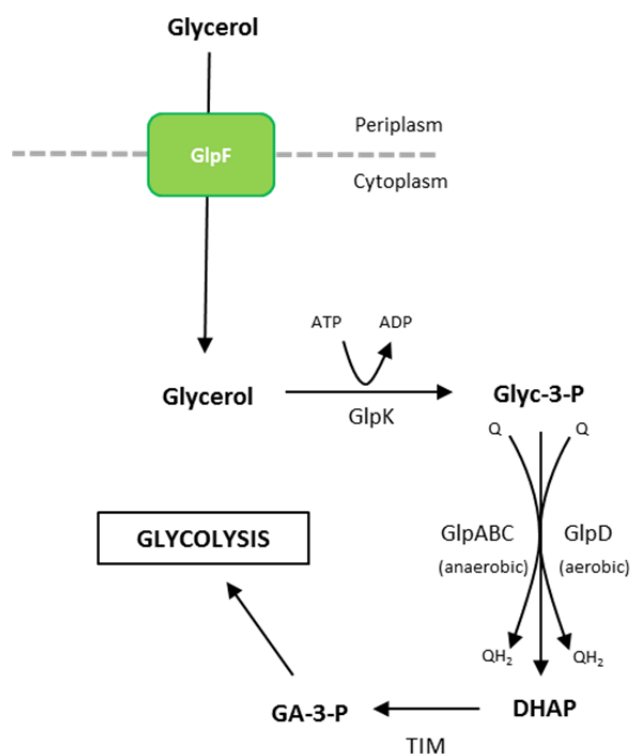 Glycerol
Periplasm
GlpF
Cytoplasm
ATP ADP
Glycerol Glyc-3-P
GlpK
Q Q
GLYCOLYSIS
GlpABC GlpD
(anaerobic) (aerobic)
QH₂ QH₂
GA-3-P DHAP
TIM